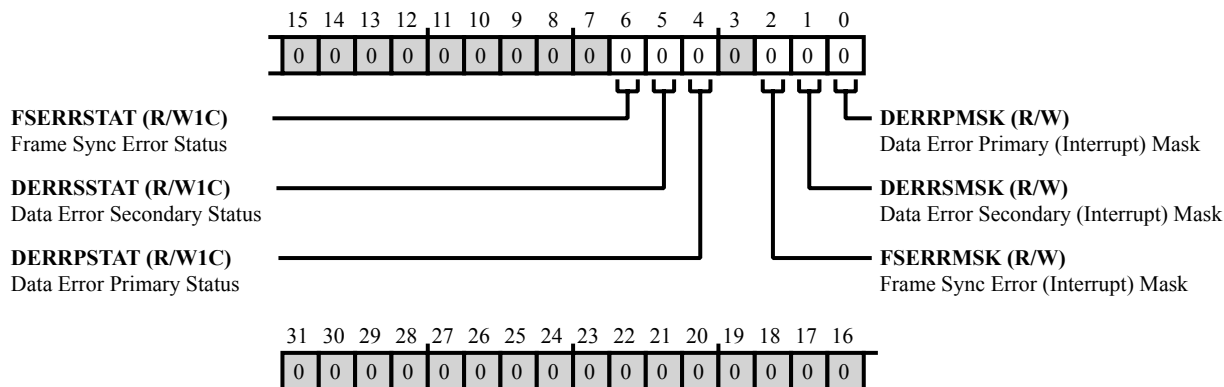 15 14 13 12 11 10 9 8 7 6 5 4 3 2 1 0
0 0 0 0 0 0 0 0 0 0 0 0 0 0 0 0
FSERRSTAT (R/W1C)
Frame Sync Error Status
DERRSSTAT (R/W1C)
Data Error Secondary Status
DERRPSTAT (R/W1C)
Data Error Primary Status
DERRPMSK (R/W)
Data Error Primary (Interrupt) Mask
DERRSMSK (R/W)
Data Error Secondary (Interrupt) Mask
FSERRMSK (R/W)
Frame Sync Error (Interrupt) Mask
31 30 29 28 27 26 25 24 23 22 21 20 19 18 17 16
0 0 0 0 0 0 0 0 0 0 0 0 0 0 0 0